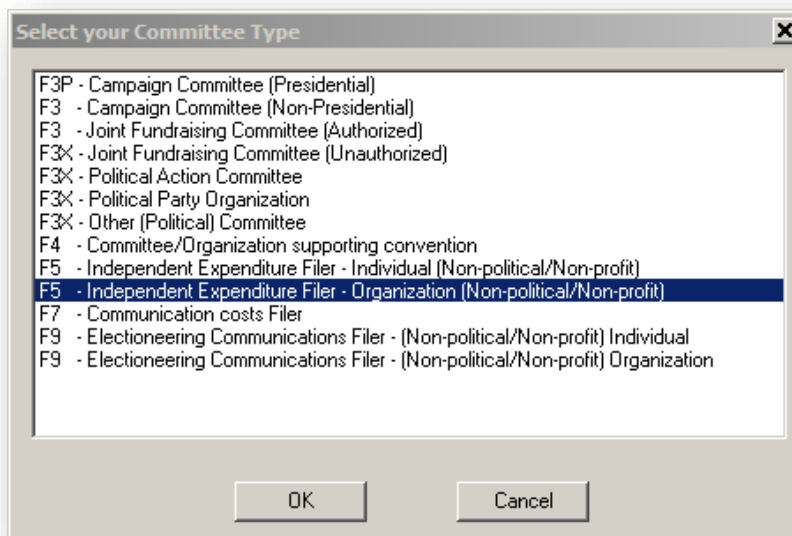 Select your Committee Type
F3P - Campaign Committee (Presidential)
F3 - Campaign Committee (Non-Presidential)
F3 - Joint Fundraising Committee (Authorized)
F3X - Joint Fundraising Committee (Unauthorized)
F3X - Political Action Committee
F3X - Political Party Organization
F3X - Other (Political) Committee
F4 - Committee/Organization supporting convention
F5 - Independent Expenditure Filer - Individual (Non-political/Non-profit)
F5 - Independent Expenditure Filer - Organization (Non-political/Non-profit)
F7 - Communication costs Filer
F9 - Electioneering Communications Filer - (Non-political/Non-profit) Individual
F9 - Electioneering Communications Filer - (Non-political/Non-profit) Organization
OK Cancel